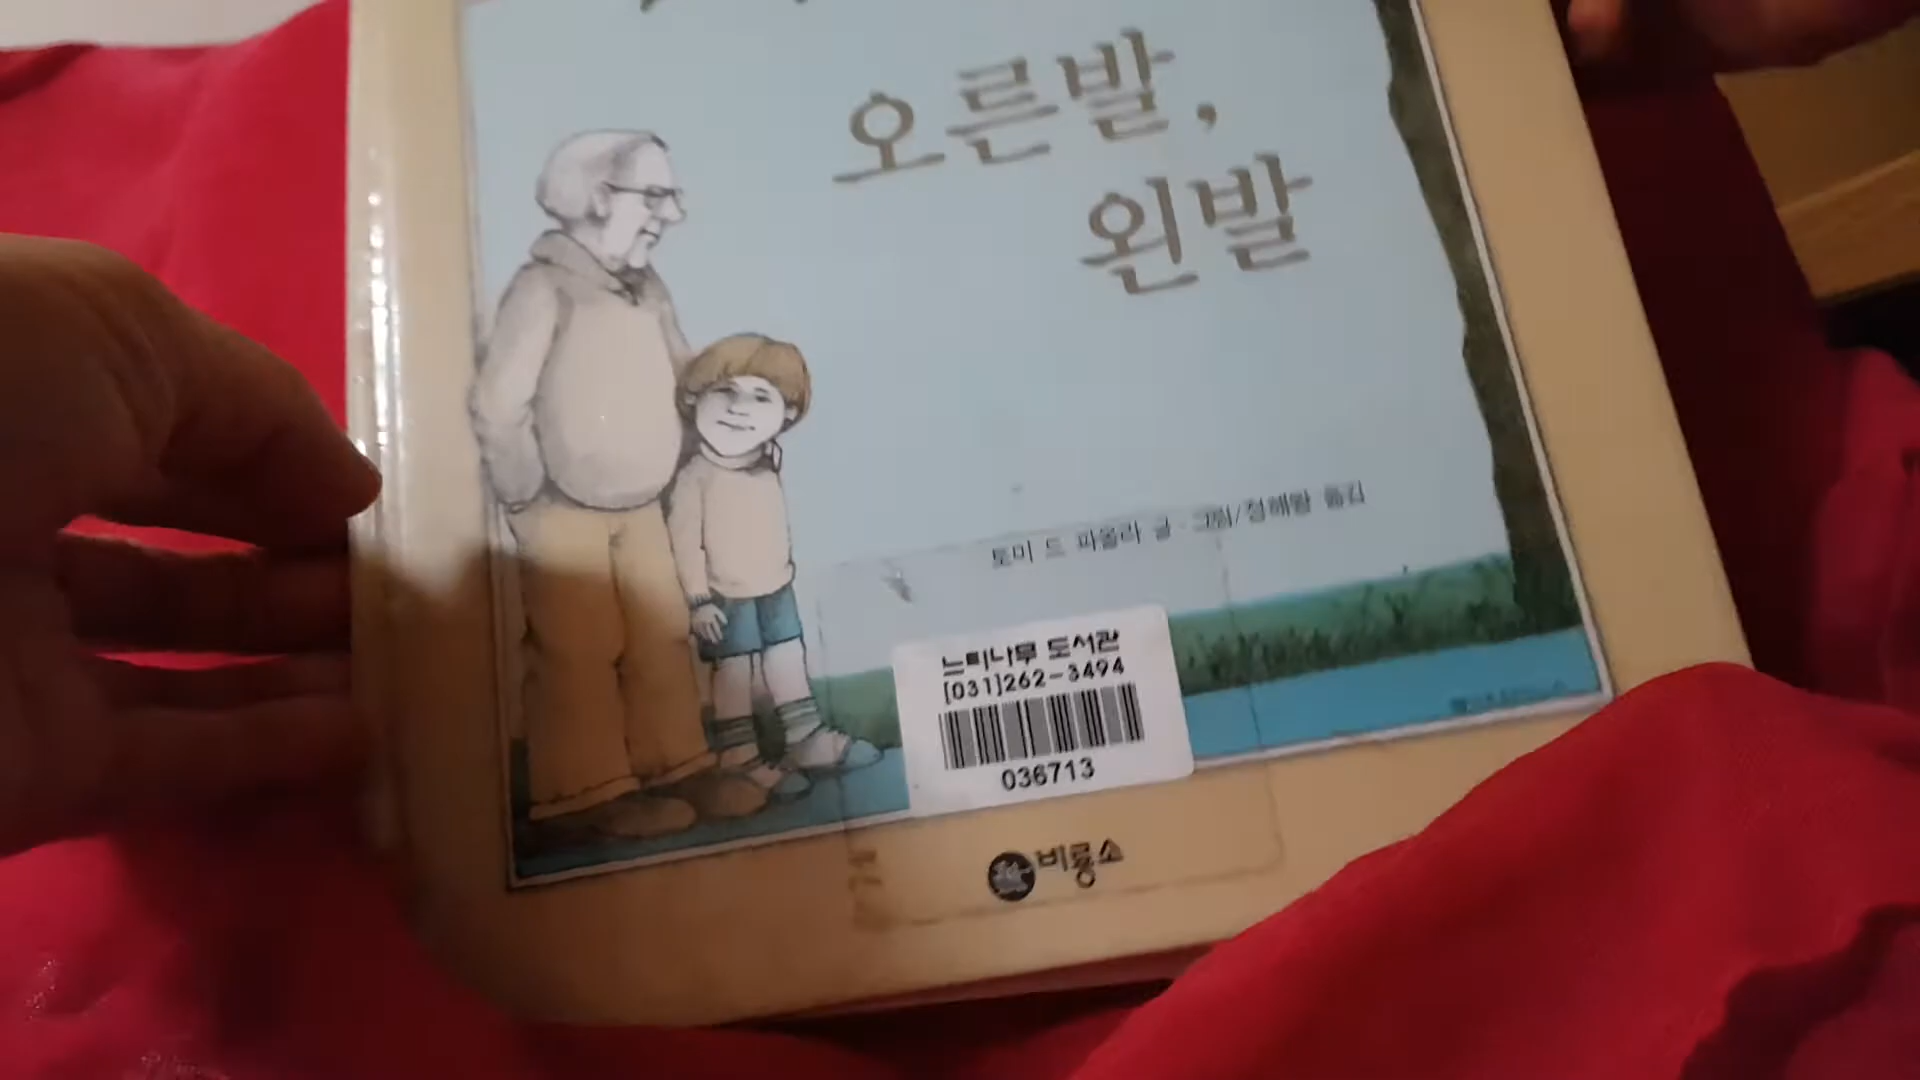 오른발,
왼발
토미 드 파올라 글·그림/정해왕 옮김
느티나무 도서관
[031]262-3494
036713
비룡소